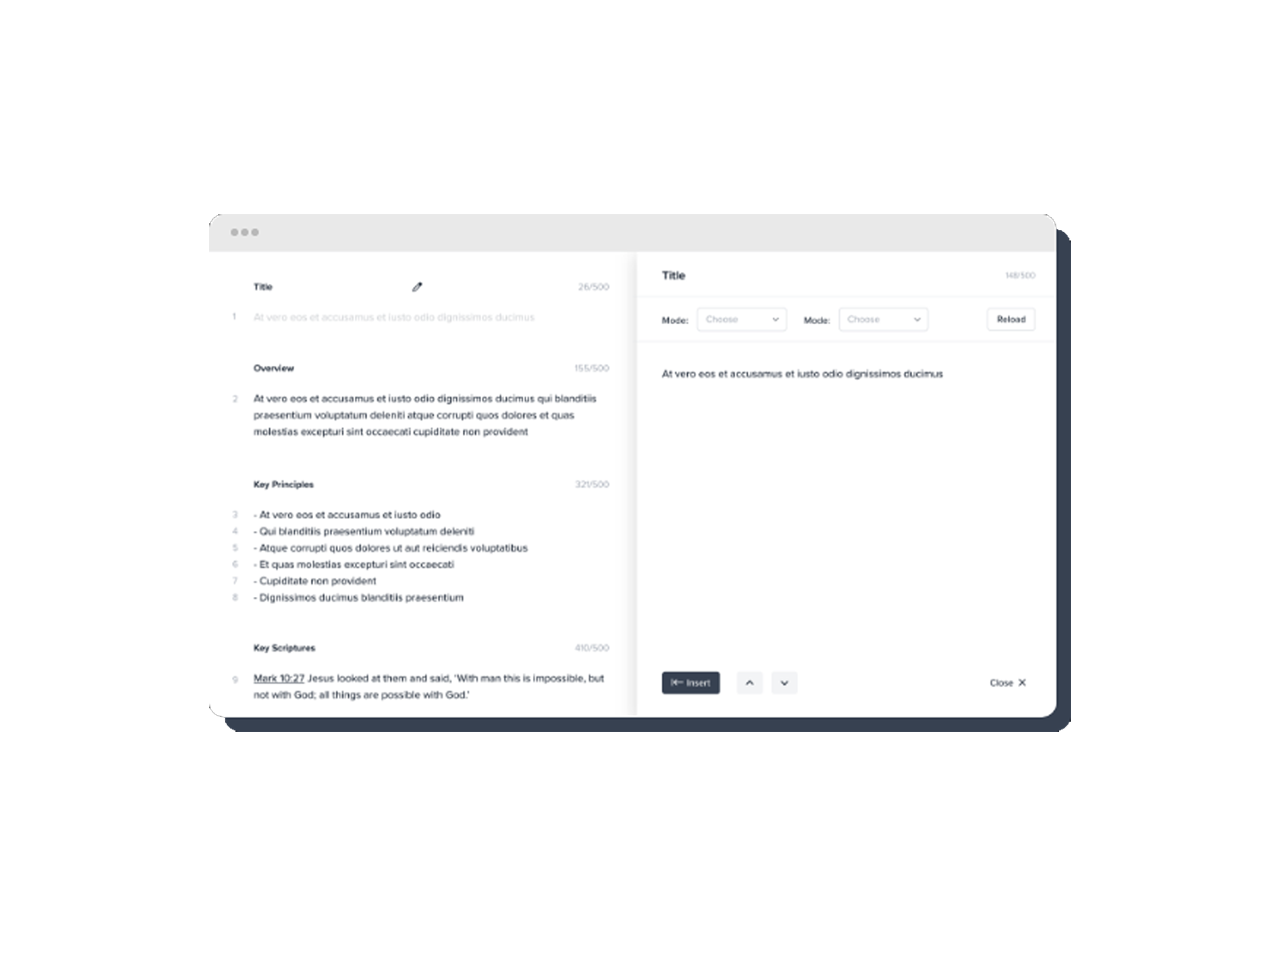 Title 26/500
1 At vero eos et accusamus et iusto odio dignissimos ducimus
Overview 155/500
2 At vero eos et accusamus et iusto odio dignissimos ducimus qui blanditiis
praesentium voluptatum deleniti atque corrupti quos dolores et quas
molestias excepturi sint occaecati cupiditate non provident
Key Principles 321/500
3 - At vero eos et accusamus et iusto odio
4 - Qui blanditiis praesentium voluptatum deleniti
5 - Atque corrupti quos dolores ut aut reiciendis voluptatibus
6 - Et quas molestias excepturi sint occaecati
7 - Cupiditate non provident
8 - Dignissimos ducimus blanditiis praesentium
Key Scriptures 410/500
9 Mark 10:27 Jesus looked at them and said, 'With man this is impossible, but
not with God; all things are possible with God.'
Title 148/500
Mode: Choose Mode: Choose Reload
At vero eos et accusamus et iusto odio dignissimos ducimus
Insert Close